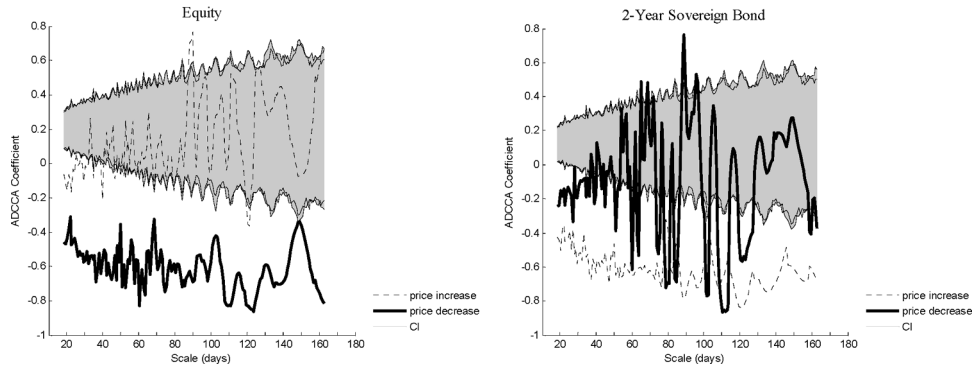 Equity
0.8
0.6
0.4
0.2
0
-0.2
-0.4
-0.6
-0.8
-1
ADCCA Coefficient
20 40 60 80 100 120 140 160 180
Scale (days)
price increase
price decrease
CI
2-Year Sovereign Bond
0.8
0.6
0.4
0.2
0
-0.2
-0.4
-0.6
-0.8
-1
ADCCA Coefficient
20 40 60 80 100 120 140 160 180
Scale (days)
price increase
price decrease
CI